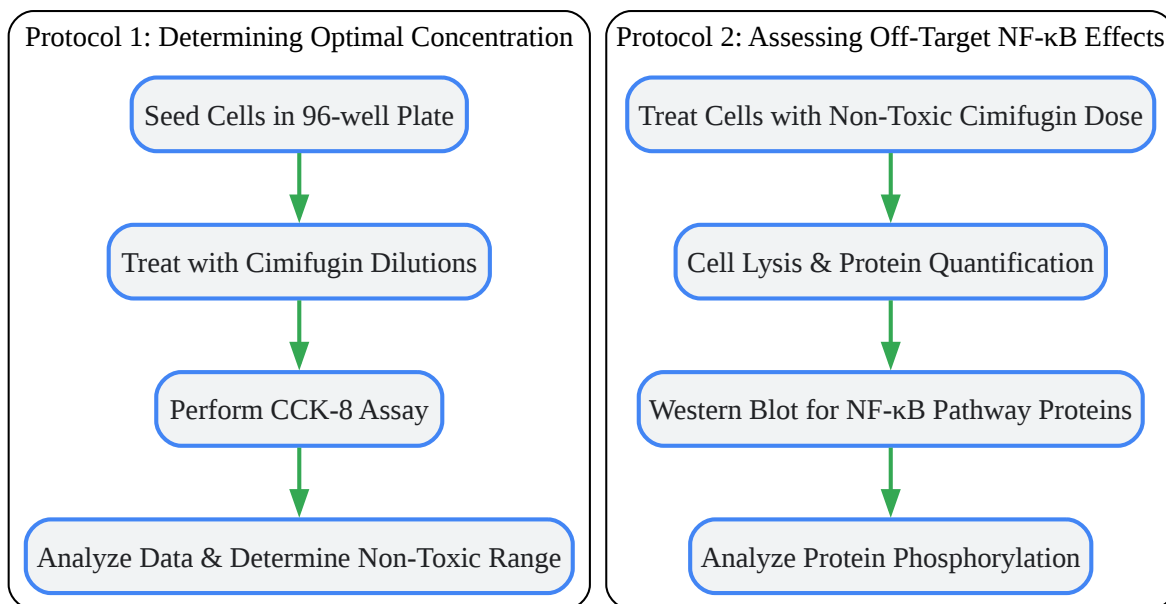 Protocol 1: Determining Optimal Concentration
Seed Cells in 96-well Plate
Treat with Cimifugin Dilutions
Perform CCK-8 Assay
Analyze Data & Determine Non-Toxic Range
Protocol 2: Assessing Off-Target NF-κB Effects
Treat Cells with Non-Toxic Cimifugin Dose
Cell Lysis & Protein Quantification
Western Blot for NF-κB Pathway Proteins
Analyze Protein Phosphorylation